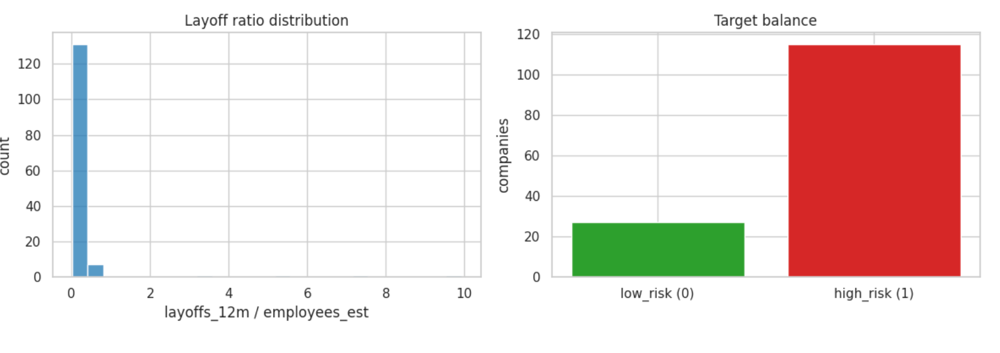 Layoff ratio distribution
count
120
100
80
60
40
20
0
0 2 4 6 8 10
layoffs_12m / employees_est
Target balance
companies
120
100
80
60
40
20
0
low_risk (0) high_risk (1)